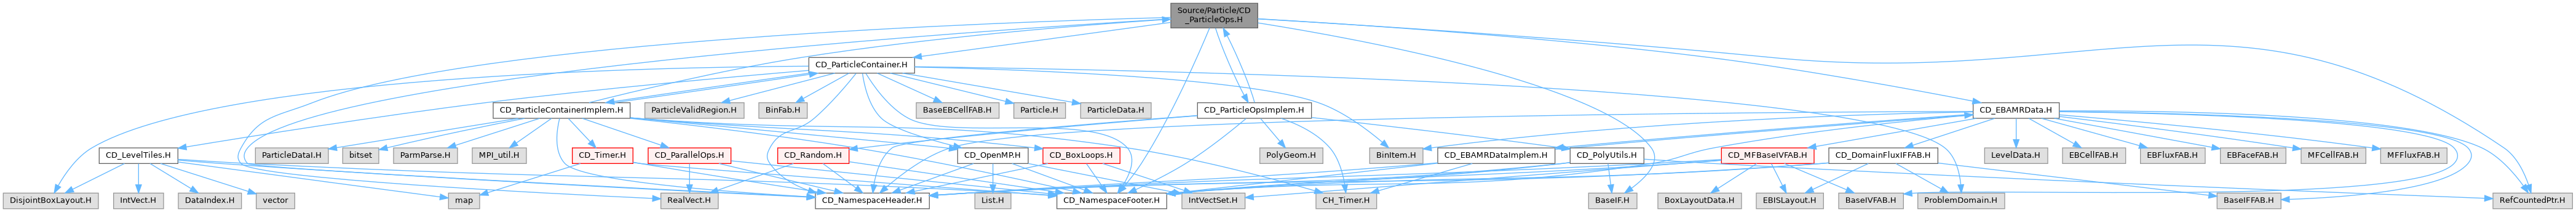 Source/Particle/CD
_ParticleOps.H
CD_ParticleContainer.H
CD_ParticleContainerImplem.H
ParticleValidRegion.H
BinFab.H
BaseEBCellFAB.H
Particle.H
ParticleData.H
CD_ParticleOpsImplem.H
CD_EBAMRData.H
CD_LevelTiles.H
ParticleDataI.H
bitset
ParmParse.H
MPI_util.H
CD_Timer.H
CD_ParallelOps.H
CD_Random.H
CD_OpenMP.H
CD_BoxLoops.H
PolyGeom.H
BinItem.H
CD_EBAMRDataImplem.H
CD_PolyUtils.H
CD_MFBaseIVFAB.H
CD_DomainFluxIFFAB.H
LevelData.H
EBCellFAB.H
EBFluxFAB.H
EBFaceFAB.H
MFCellFAB.H
MFFluxFAB.H
DisjointBoxLayout.H
IntVect.H
DataIndex.H
vector
map
RealVect.H
CD_NamespaceHeader.H
List.H
CD_NamespaceFooter.H
IntVectSet.H
CH_Timer.H
BaseIF.H
BoxLayoutData.H
EBISLayout.H
BaseIVFAB.H
ProblemDomain.H
BaseIFFAB.H
RefCountedPtr.H